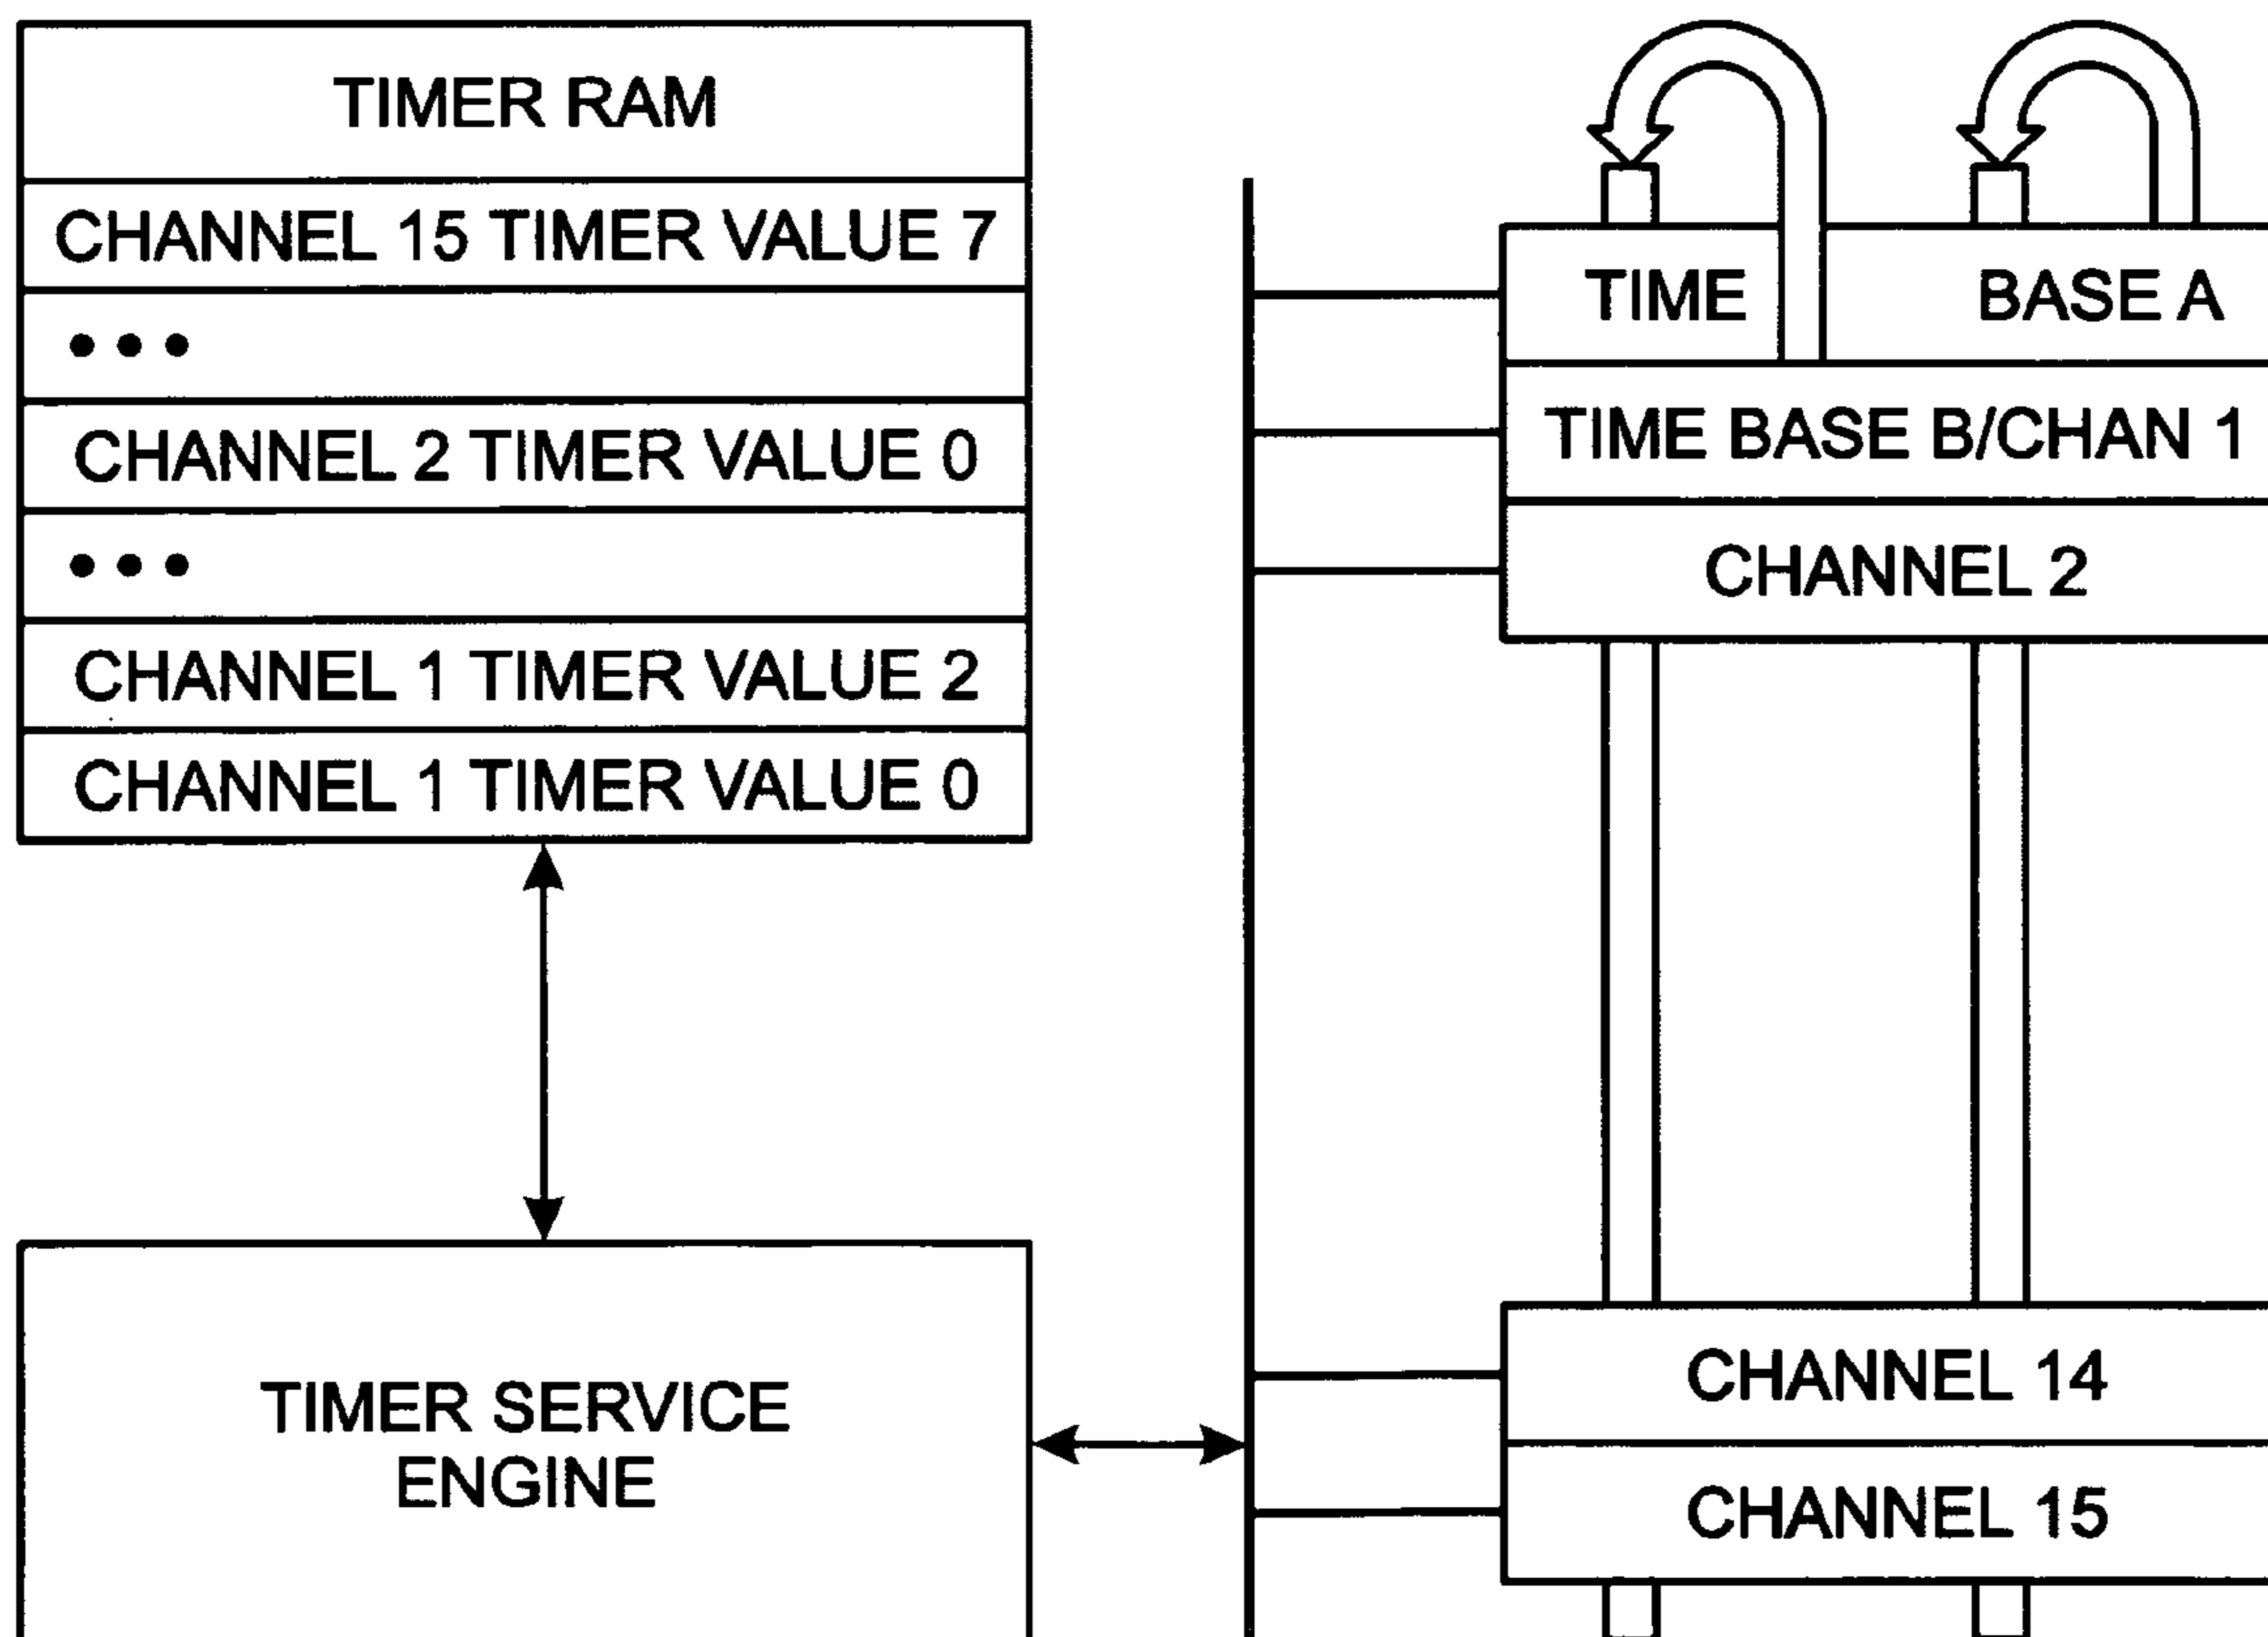 TIMER RAM
CHANNEL 15 TIMER VALUE 7
•••
CHANNEL 2 TIMER VALUE 0
•••
CHANNEL 1 TIMER VALUE 2
CHANNEL 1 TIMER VALUE 0
TIMER SERVICE
ENGINE
TIME BASE A
TIME BASE B/CHAN 1
CHANNEL 2
CHANNEL 14
CHANNEL 15